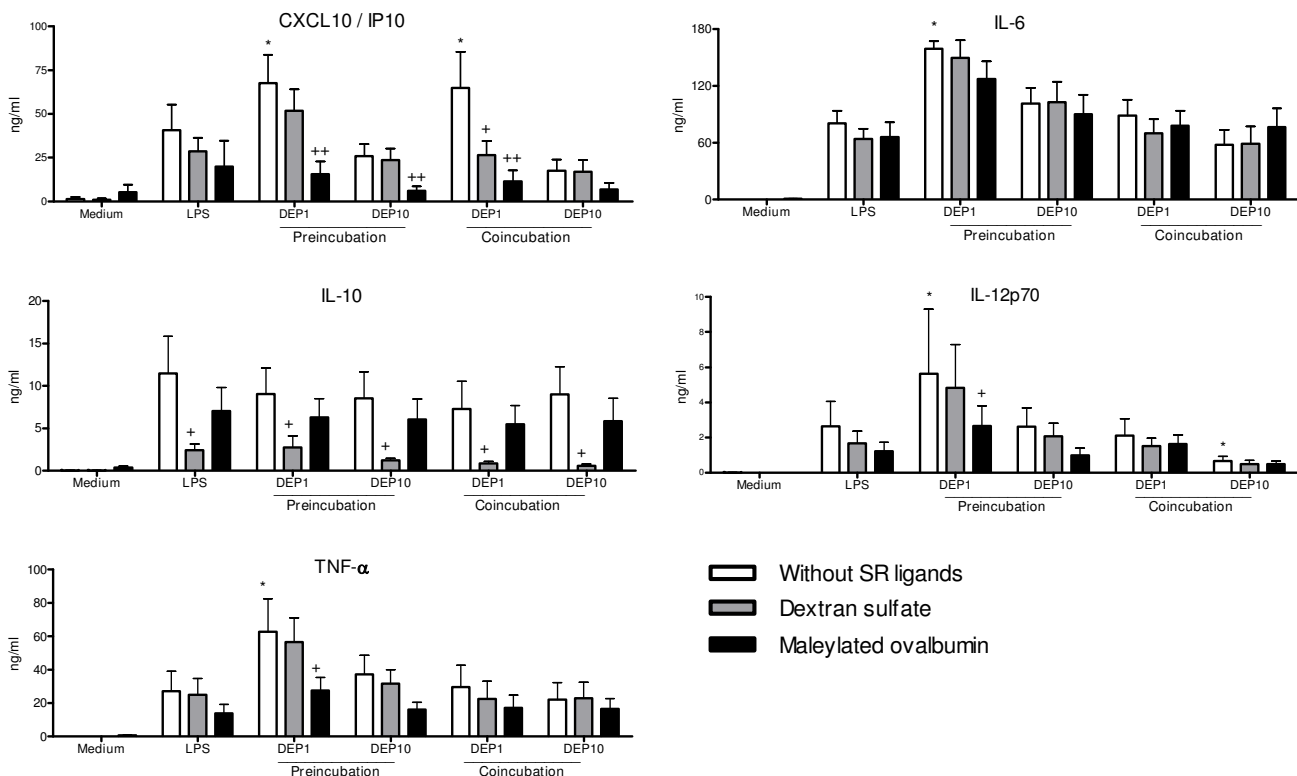 CXCL10 / IP10
100
75
50
25
0
ng/ml
*
*
++
++
+
++
Medium LPS DEP1 DEP10 DEP1 DEP10
Preincubation Coincubation
IL-6
180
120
60
0
ng/ml
*
Medium LPS DEP1 DEP10 DEP1 DEP10
Preincubation Coincubation
IL-10
20
15
10
5
0
ng/ml
+
+
+
+
+
Medium LPS DEP1 DEP10 DEP1 DEP10
Preincubation Coincubation
IL-12p70
10
8
6
4
2
0
ng/ml
*
+
*
Medium LPS DEP1 DEP10 DEP1 DEP10
Preincubation Coincubation
TNF-α
100
80
60
40
20
0
ng/ml
*
+
Medium LPS DEP1 DEP10 DEP1 DEP10
Preincubation Coincubation
Without SR ligands
Dextran sulfate
Maleylated ovalbumin